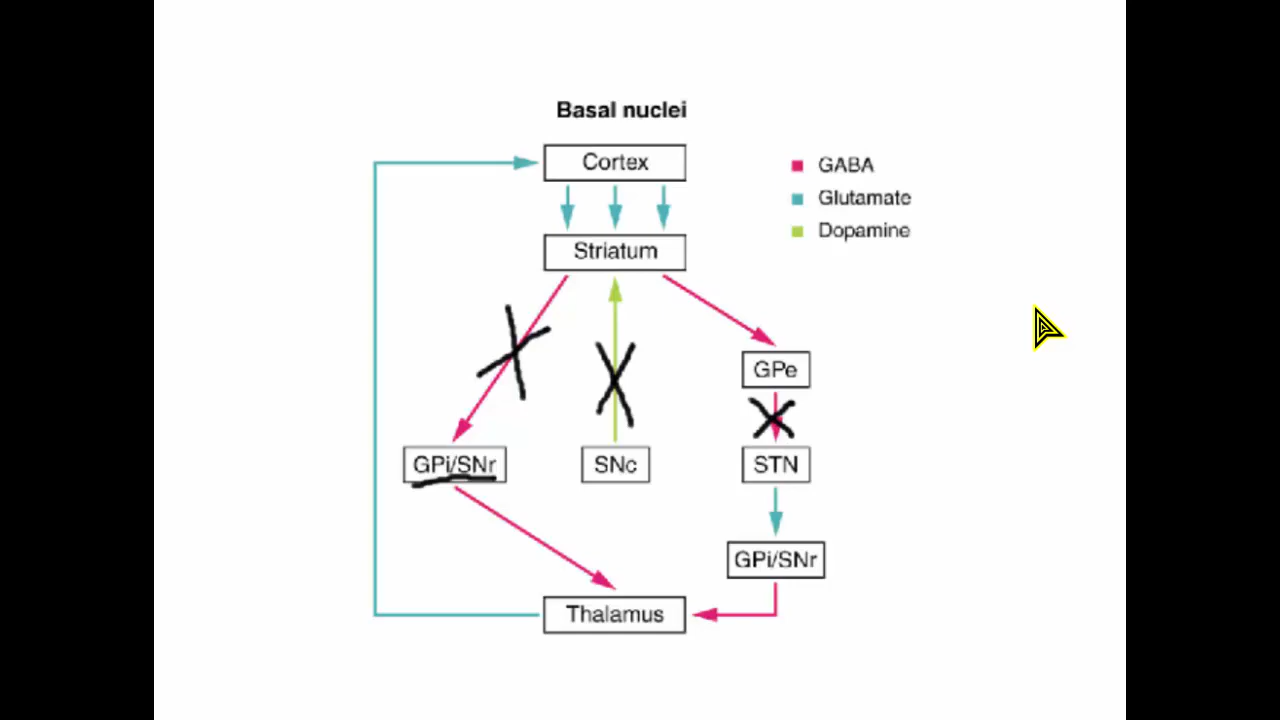 Basal nuclei
Cortex
GABA
Glutamate
Dopamine
Striatum
GPe
GPi/SNr
SNc
STN
GPi/SNr
Thalamus